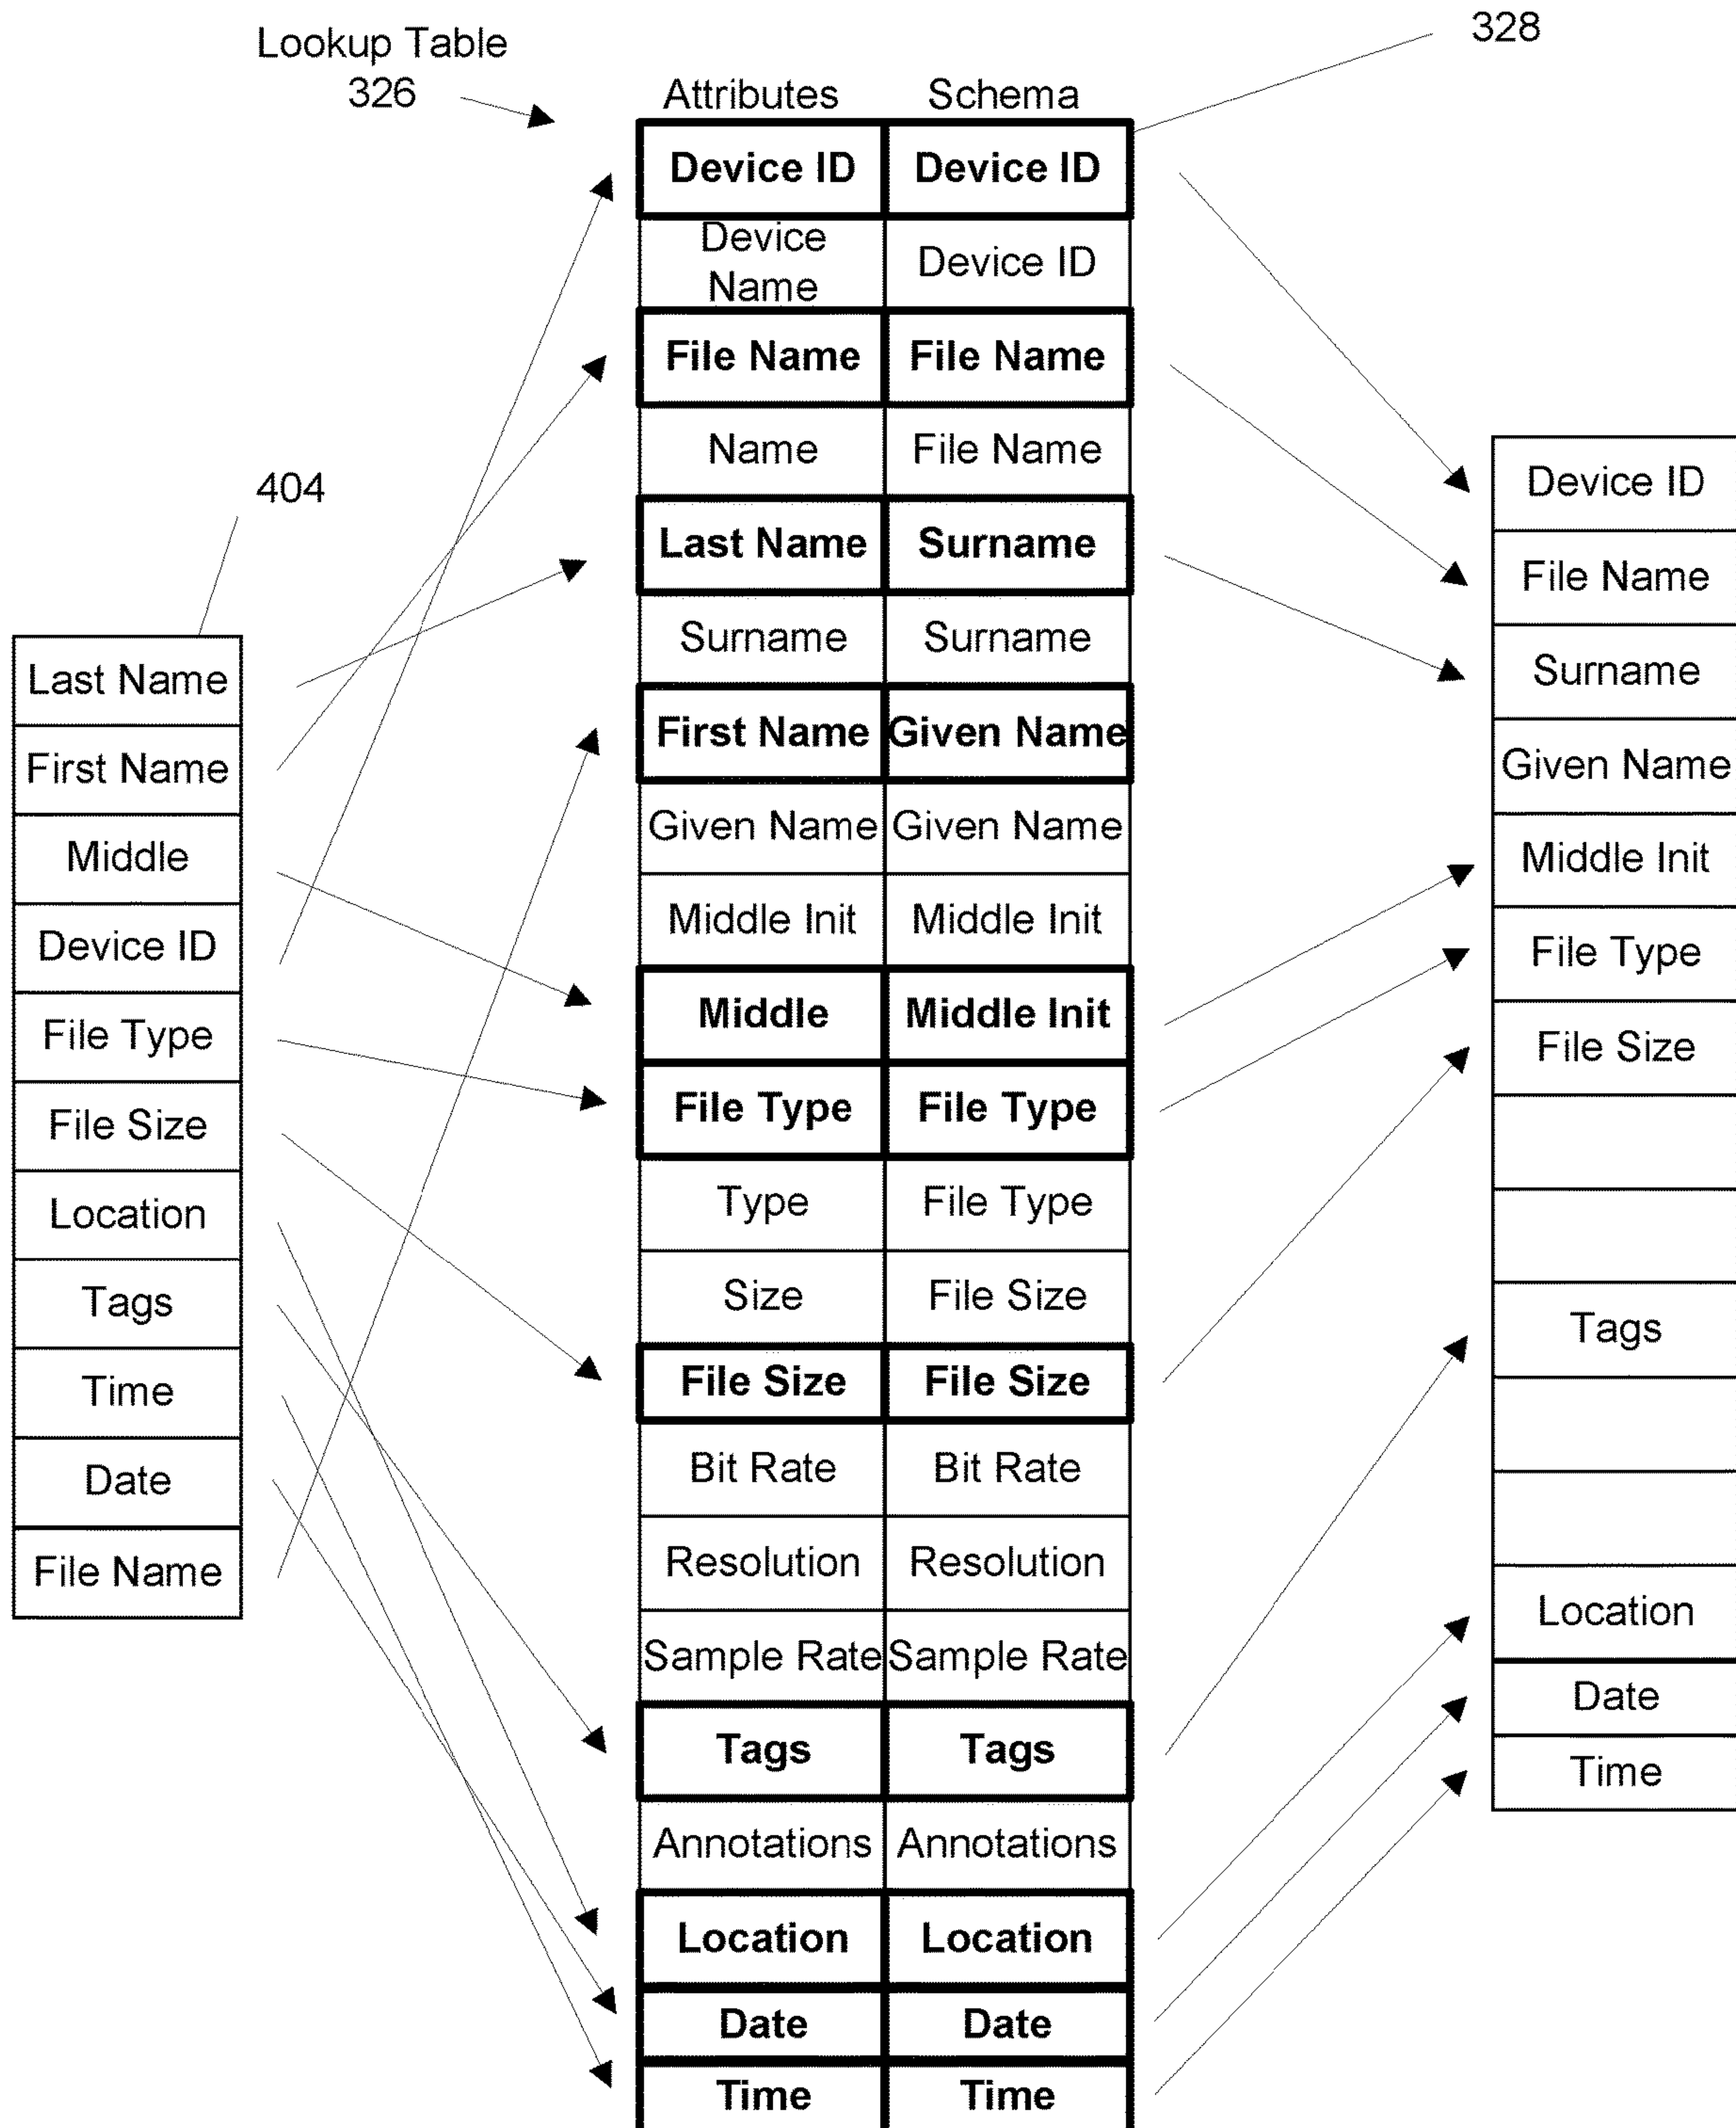 Lookup Table
326
328
Attributes Schema
Device ID Device ID
Device
Name
Device ID
File Name File Name
Name File Name
Last Name Surname
Surname Surname
First Name Given Name
Given Name Given Name
Middle Init Middle Init
Middle Middle Init
File Type File Type
Type File Type
Size File Size
File Size File Size
Bit Rate Bit Rate
Resolution Resolution
Sample Rate Sample Rate
Tags Tags
Annotations Annotations
Location Location
Date Date
Time Time
404
Last Name
First Name
Middle
Device ID
File Type
File Size
Location
Tags
Time
Date
File Name
Device ID
File Name
Surname
Given Name
Middle Init
File Type
File Size
Tags
Location
Date
Time